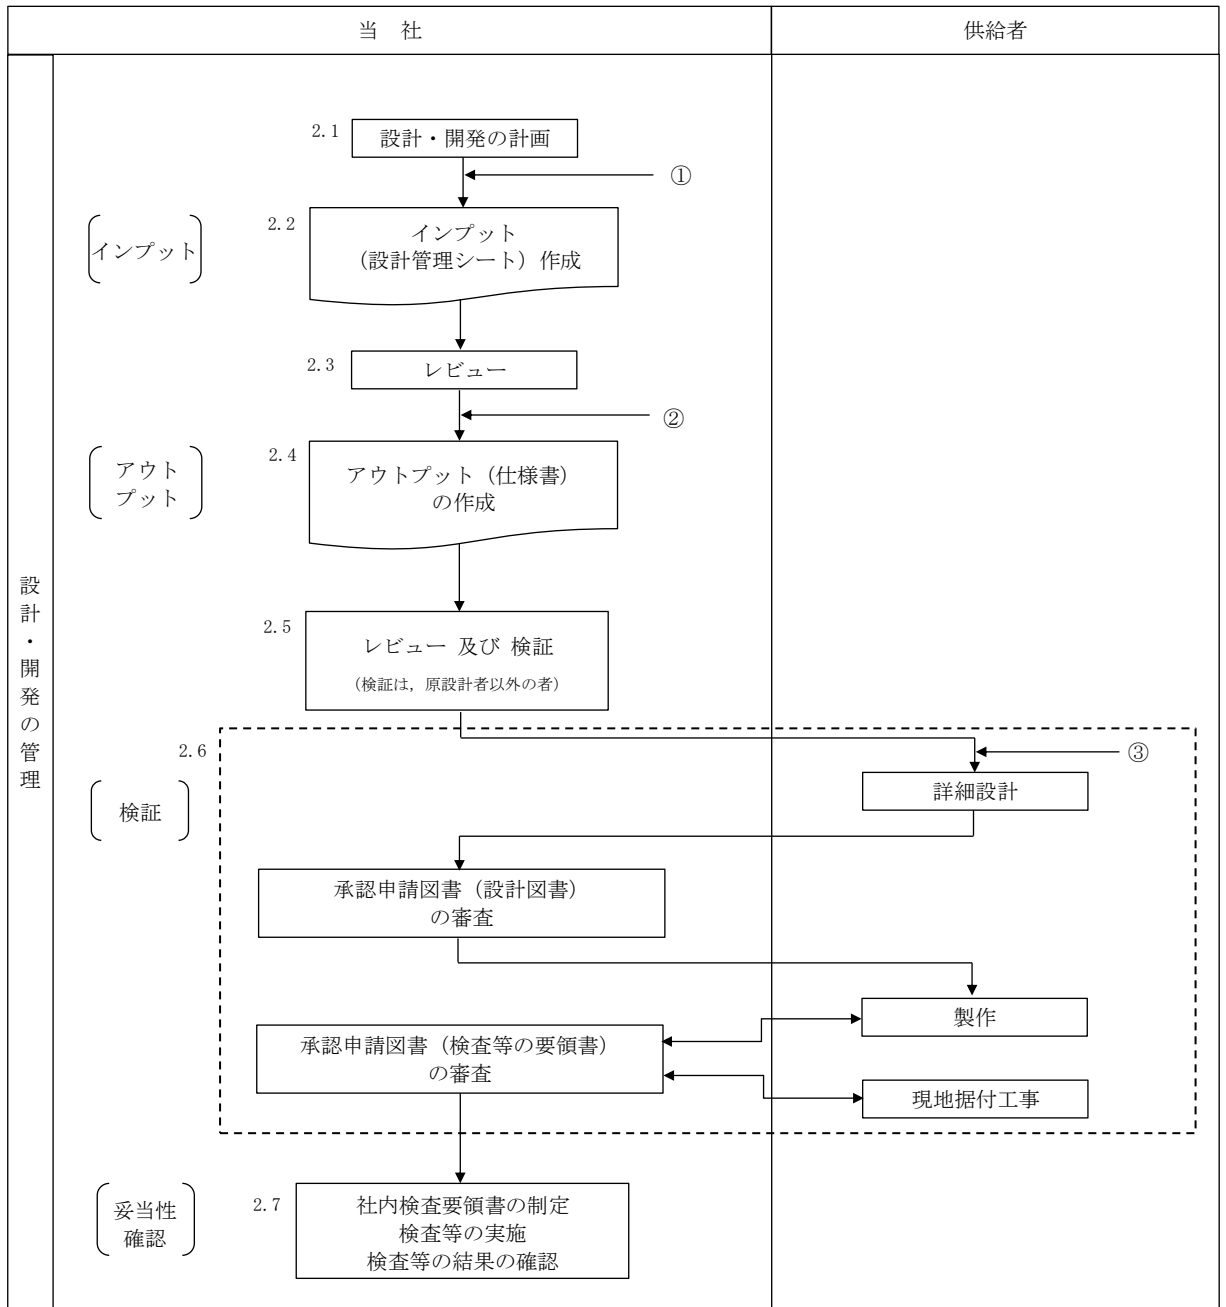 当 社
供給者
設計・開発の管理
2.1
設計・開発の計画
①
インプット
2.2
インプット
（設計管理シート）作成
2.3
レビュー
②
アウト
プット
2.4
アウトプット（仕様書）
の作成
2.5
レビュー 及び 検証
（検証は，原設計者以外の者）
2.6
③
検証
詳細設計
承認申請図書（設計図書）
の審査
製作
承認申請図書（検査等の要領書）
の審査
現地据付工事
妥当性
確認
2.7
社内検査要領書の制定
検査等の実施
検査等の結果の確認